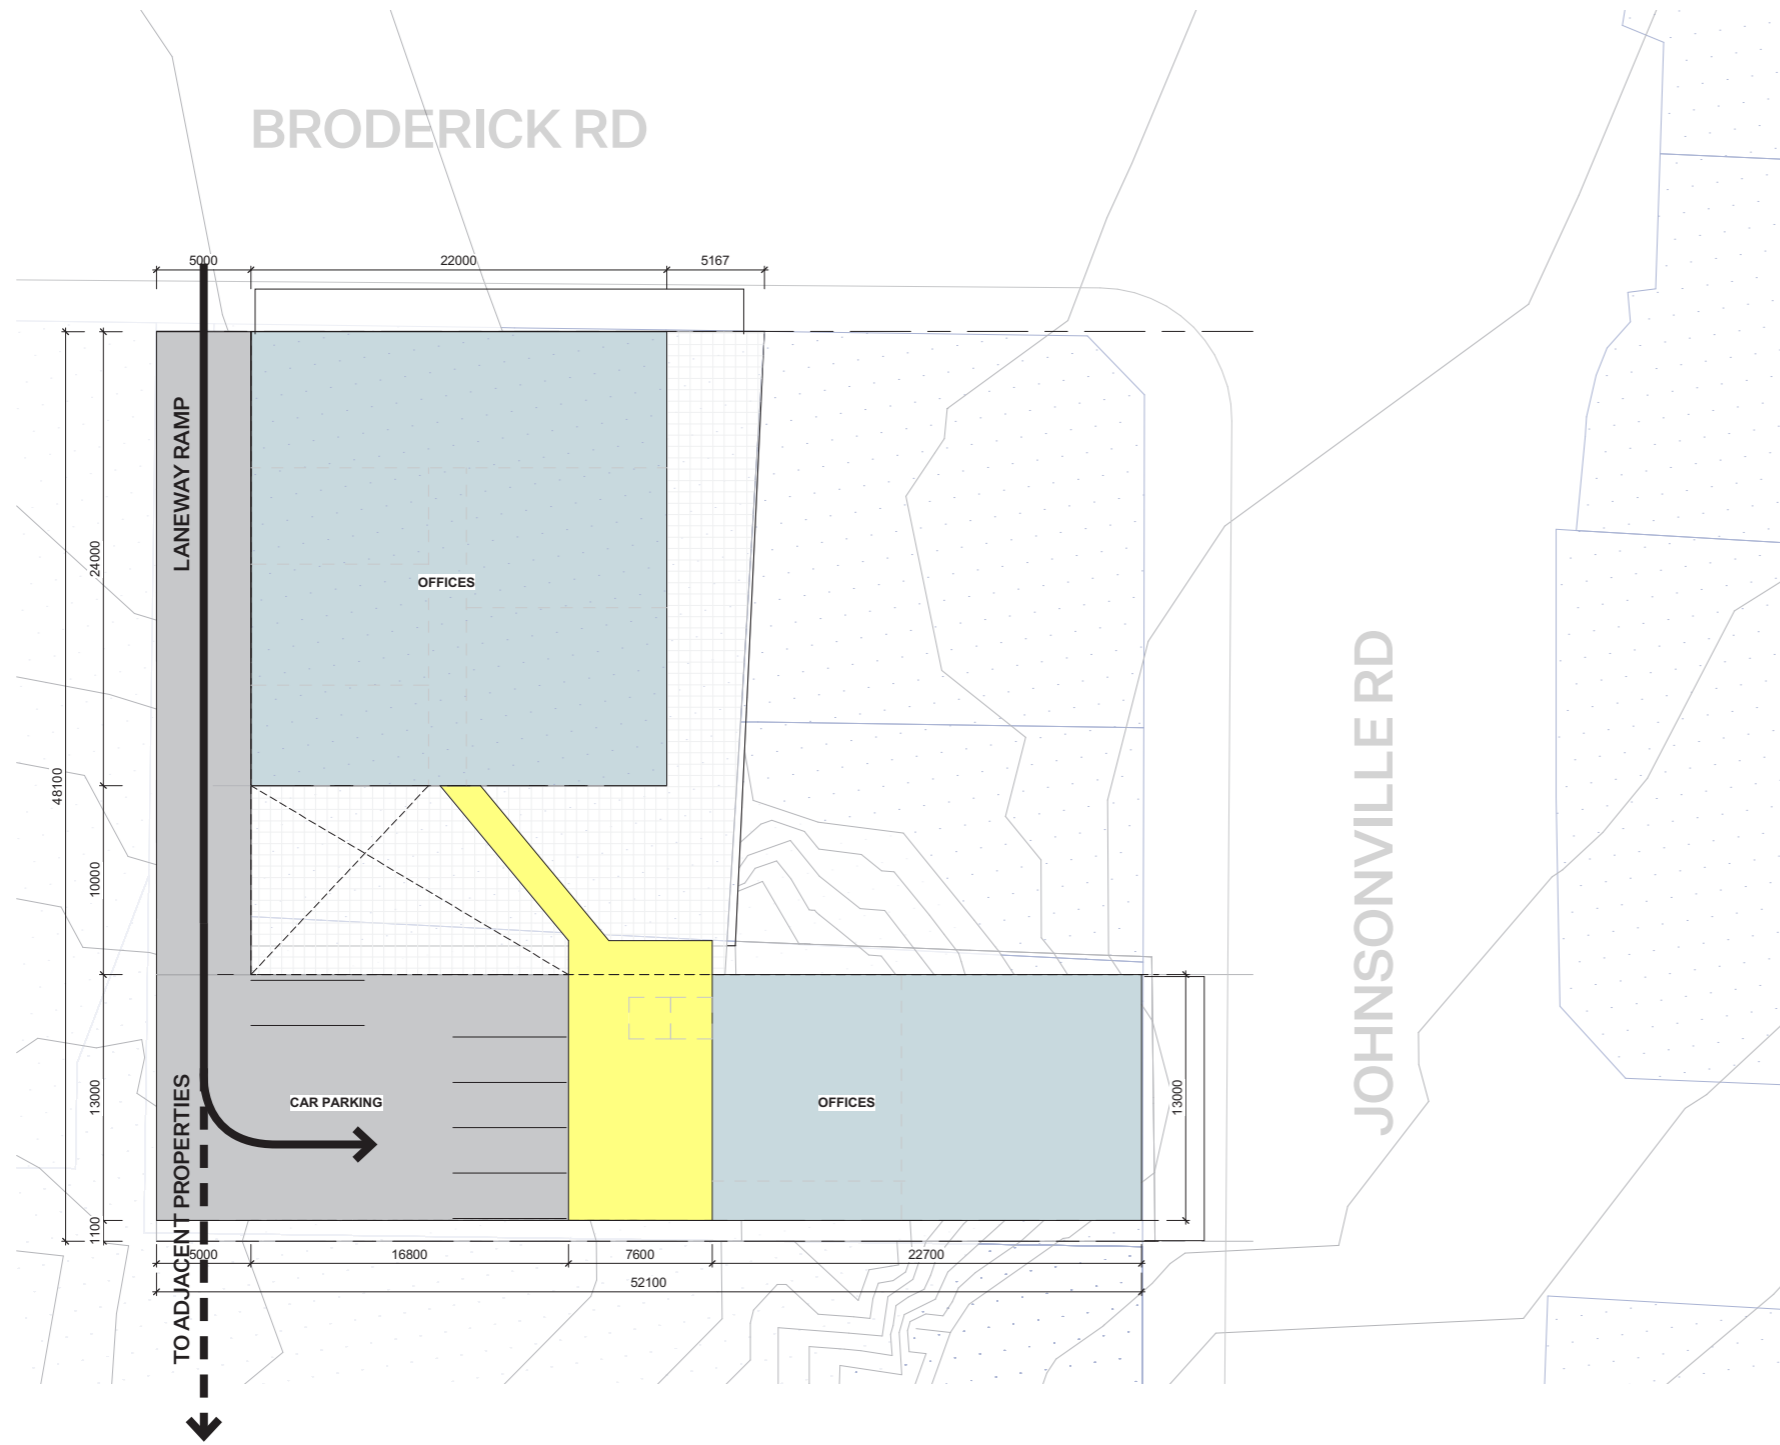 BRODERICK RD
5000
22000
5167
LANEWAY RAMP
24000
OFFICES
JOHNSONVILLE RD
48100
10000
13000
CAR PARKING
OFFICES
13000
TO ADJACENT PROPERTIES
1100
5000
16800
7600
22700
52100